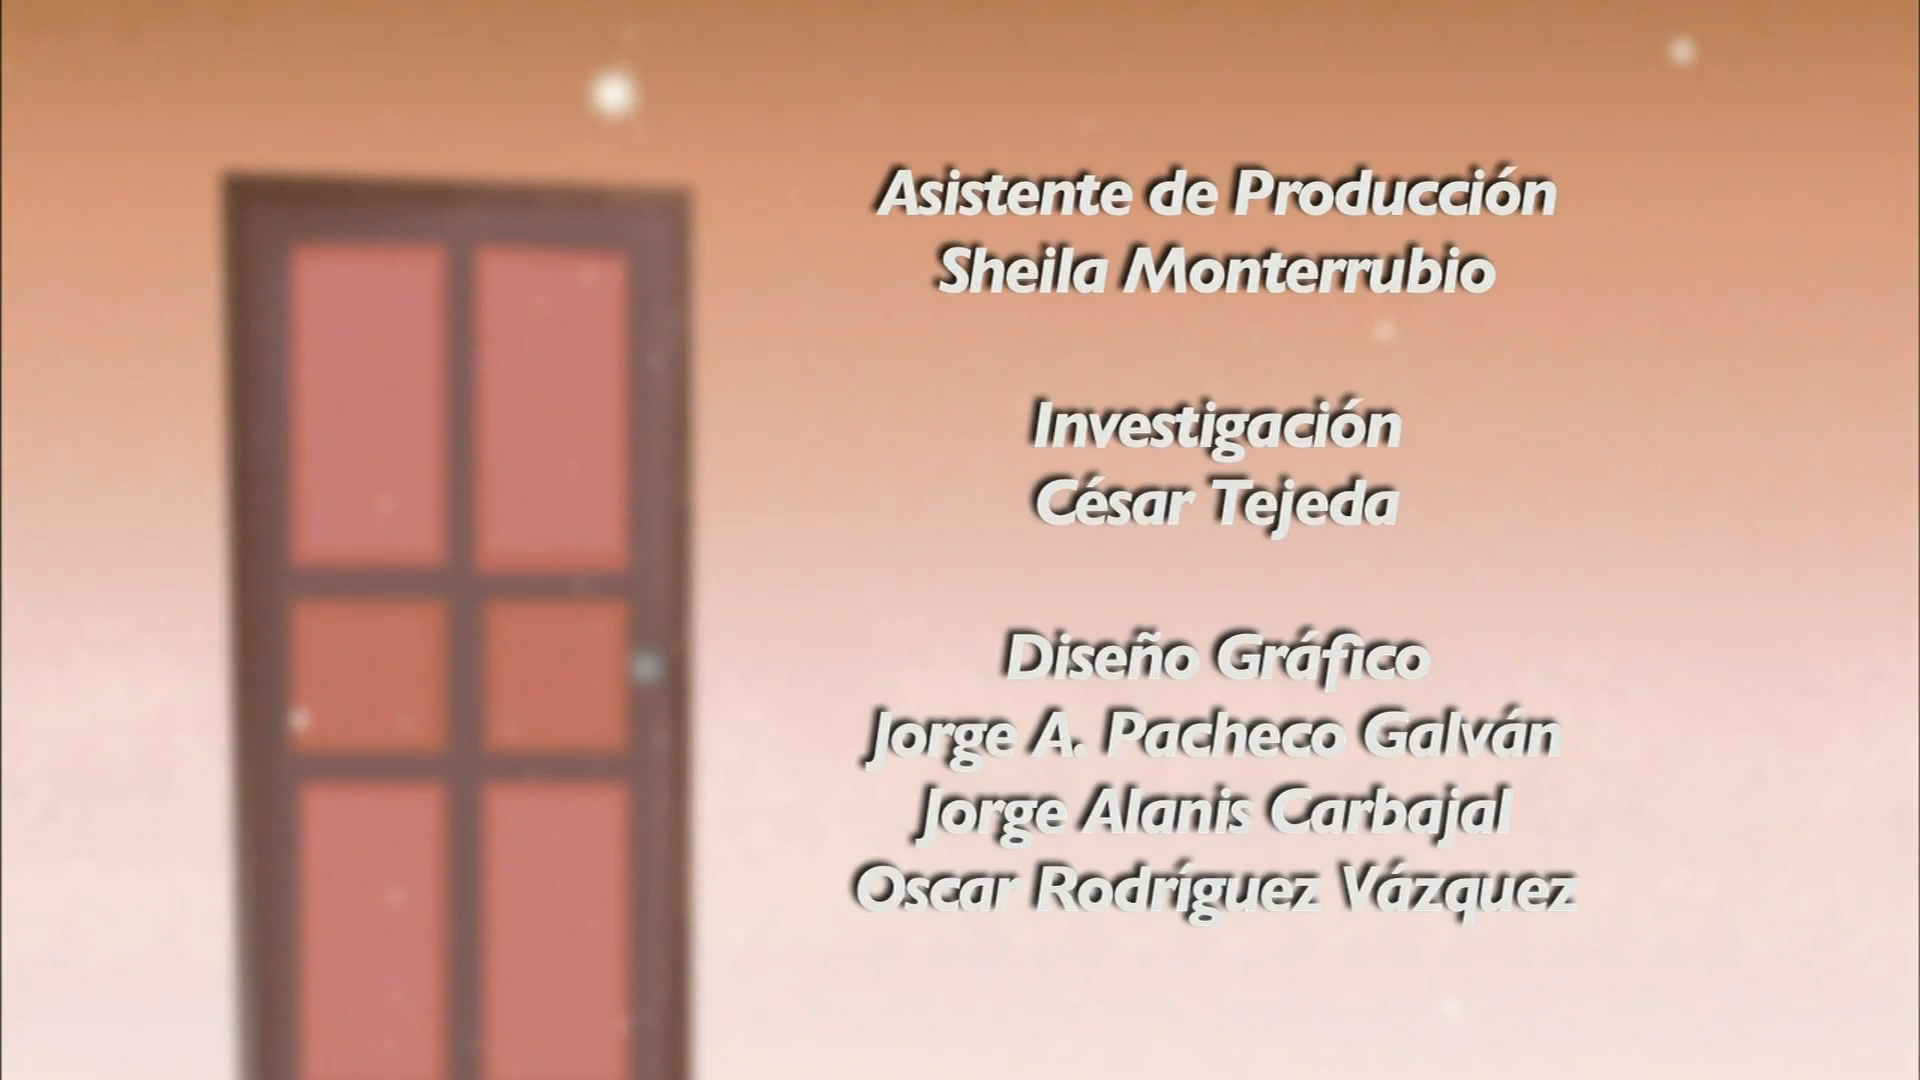 Asistente de Producción
Sheila Monterrubio
Investigación
César Tejeda
Diseño Gráfico
Jorge A. Pacheco Galván
Jorge Alanis Carbajal
Oscar Rodríguez Vázquez